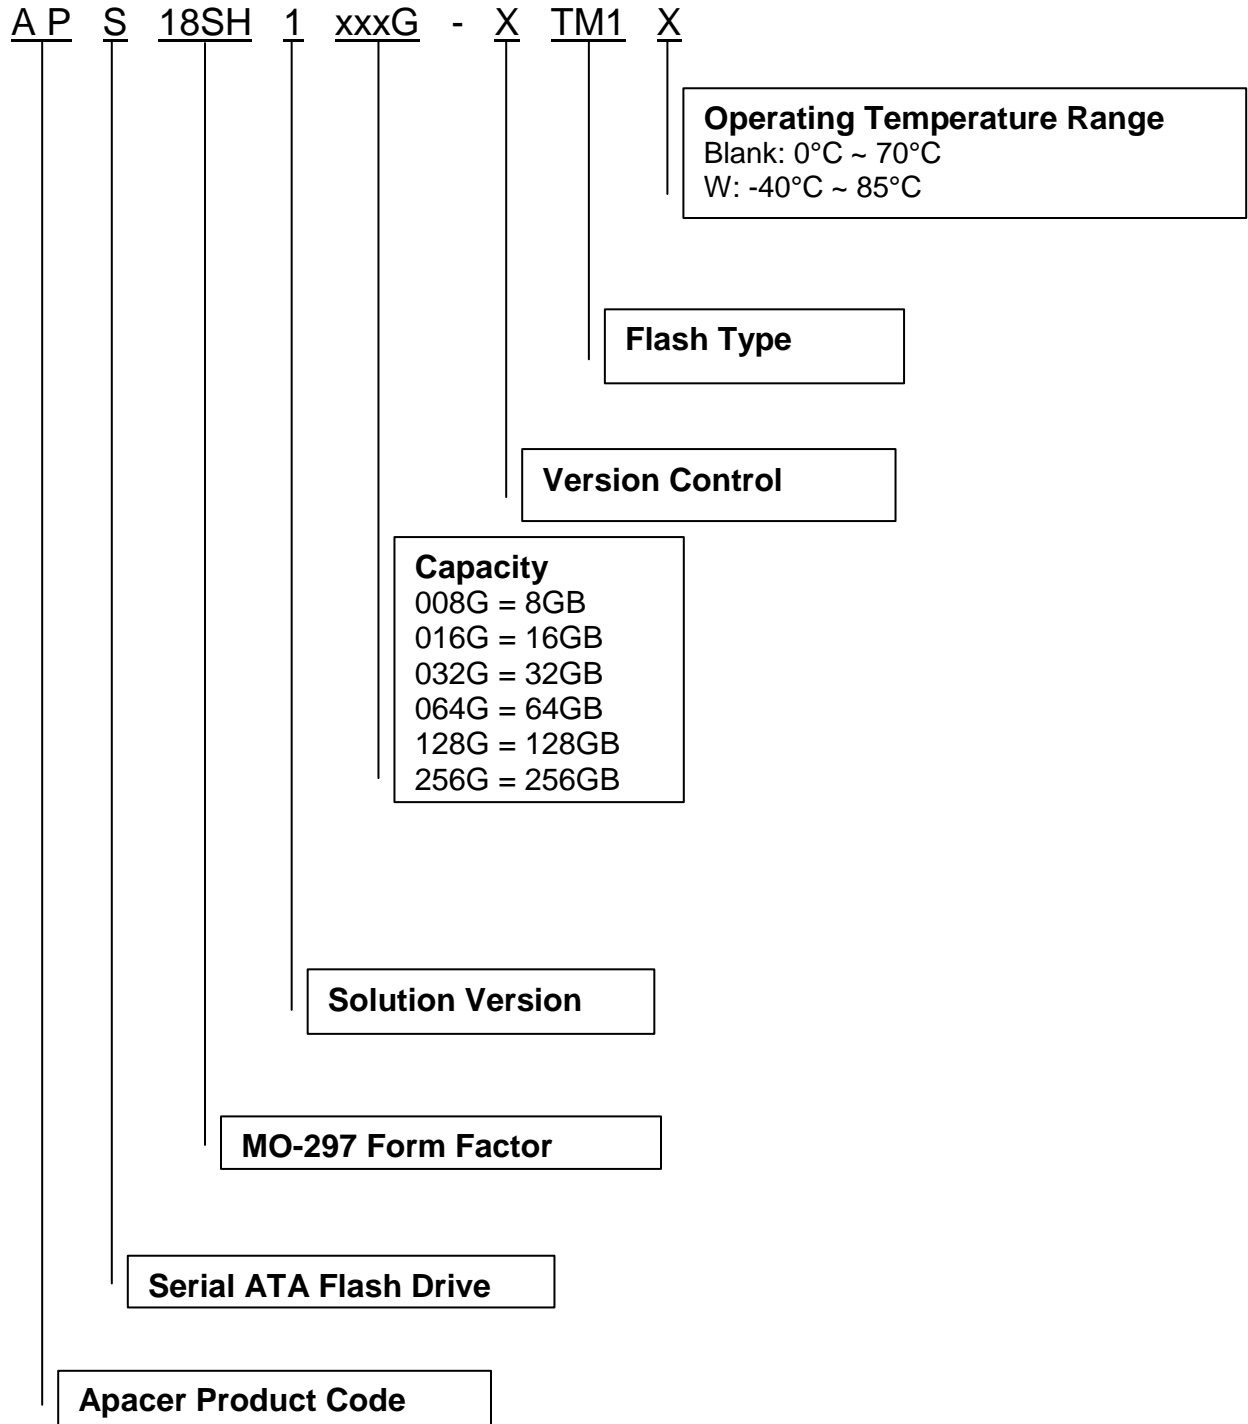 A P S 18SH 1 xxxG - X TM1 X
Operating Temperature Range
Blank: 0°C ~ 70°C
W: -40°C ~ 85°C
Flash Type
Version Control
Capacity
008G = 8GB
016G = 16GB
032G = 32GB
064G = 64GB
128G = 128GB
256G = 256GB
Solution Version
MO-297 Form Factor
Serial ATA Flash Drive
Apacer Product Code